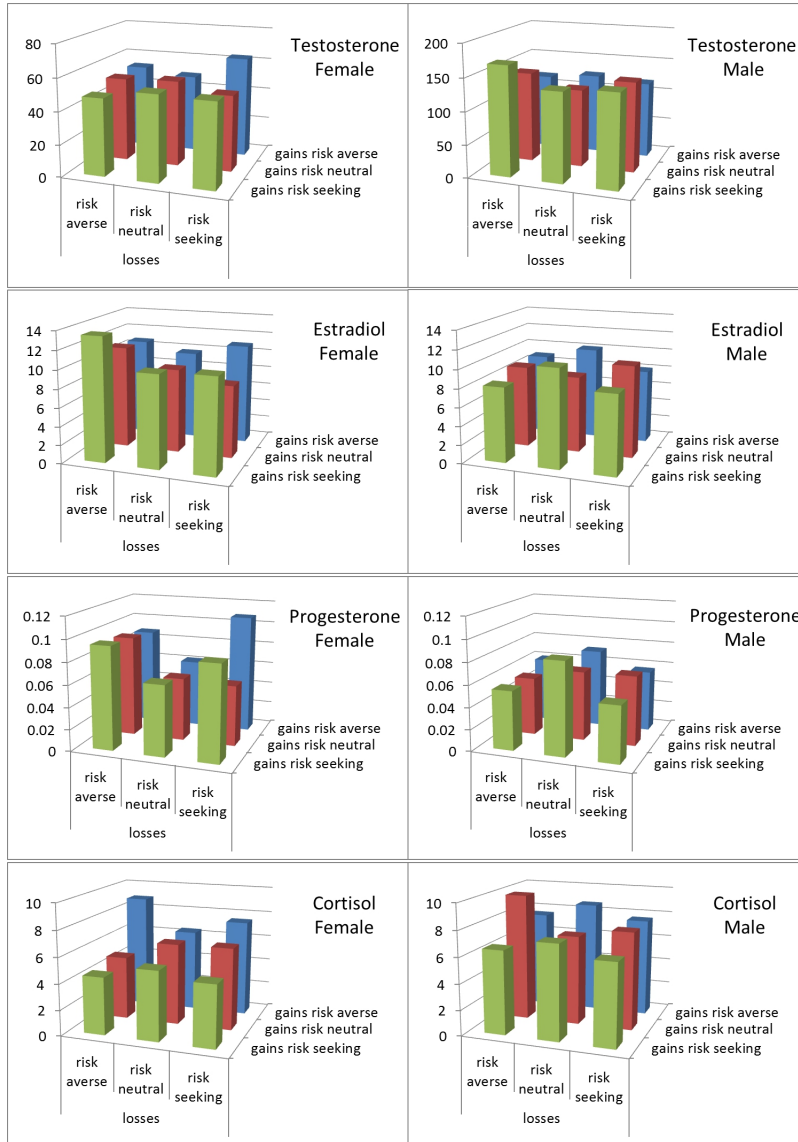 80
60
40
20
0
Testosterone
Female
gains risk averse
gains risk neutral
gains risk seeking
risk
averse
risk
neutral
risk
seeking
losses
200
150
100
50
0
Testosterone
Male
gains risk averse
gains risk neutral
gains risk seeking
risk
averse
risk
neutral
risk
seeking
losses
14
12
10
8
6
4
2
0
Estradiol
Female
gains risk averse
gains risk neutral
gains risk seeking
risk
averse
risk
neutral
risk
seeking
losses
14
12
10
8
6
4
2
0
Estradiol
Male
gains risk averse
gains risk neutral
gains risk seeking
risk
averse
risk
neutral
risk
seeking
losses
0.12
0.1
0.08
0.06
0.04
0.02
0
Progesterone
Female
gains risk averse
gains risk neutral
gains risk seeking
risk
averse
risk
neutral
risk
seeking
losses
0.12
0.1
0.08
0.06
0.04
0.02
0
Progesterone
Male
gains risk averse
gains risk neutral
gains risk seeking
risk
averse
risk
neutral
risk
seeking
losses
10
8
6
4
2
0
Cortisol
Female
gains risk averse
gains risk neutral
gains risk seeking
risk
averse
risk
neutral
risk
seeking
losses
10
8
6
4
2
0
Cortisol
Male
gains risk averse
gains risk neutral
gains risk seeking
risk
averse
risk
neutral
risk
seeking
losses